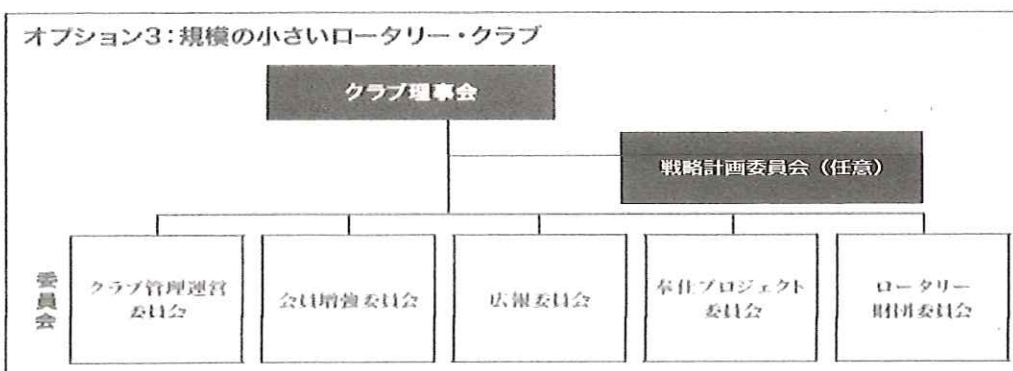 オプション3：規模の小さいロータリー・クラブ
クラブ理事会
戦略計画委員会（任意）
委員会
クラブ管理運営
委員会
会員増強委員会
広報委員会
奉仕プロジェクト
委員会
ロータリー
財団委員会